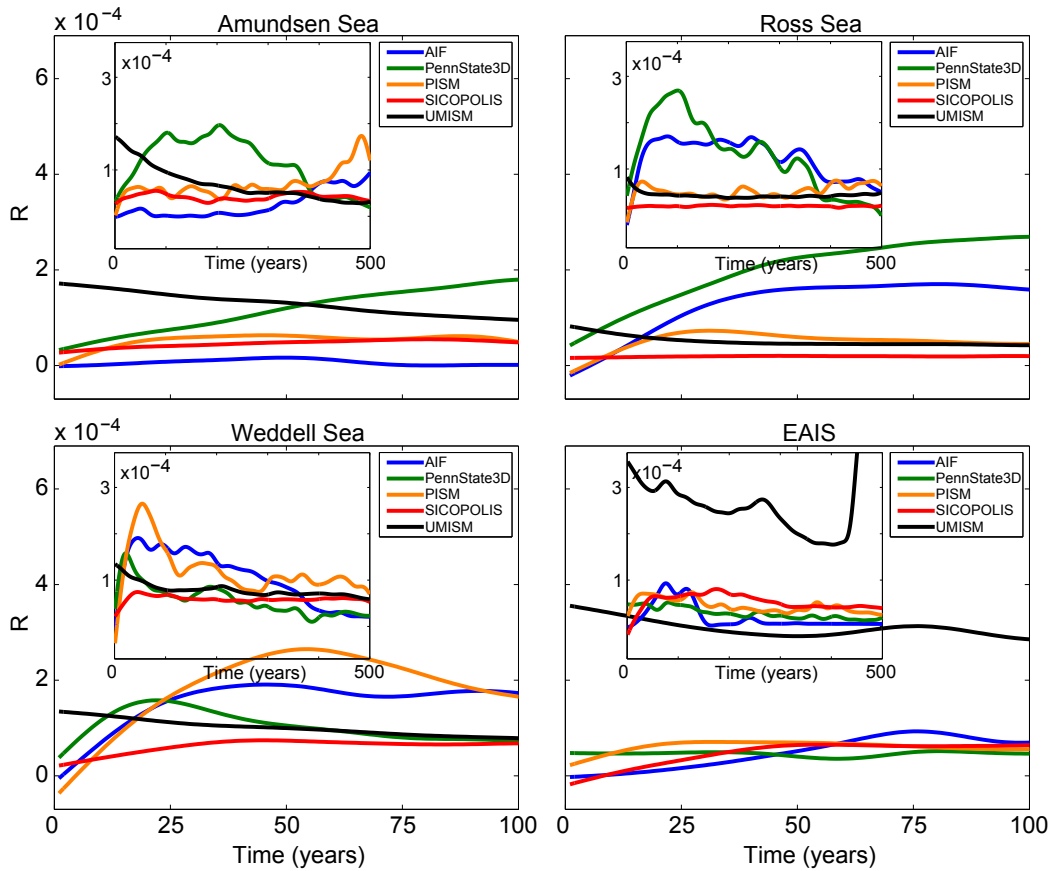 x 10-4
Amundsen Sea
Ross Sea
R
6
4
2
0
x10-4
3
1
0
Time (years)
500
AIF
PennState3D
PISM
SICOPOLIS
UMISM
x10-4
3
1
0
Time (years)
500
AIF
PennState3D
PISM
SICOPOLIS
UMISM
x 10-4
Weddell Sea
EAIS
R
6
4
2
0
x10-4
3
1
0
Time (years)
500
AIF
PennState3D
PISM
SICOPOLIS
UMISM
x10-4
3
1
0
Time (years)
500
AIF
PennState3D
PISM
SICOPOLIS
UMISM
0 25 50 75 100
Time (years)
0 25 50 75 100
Time (years)